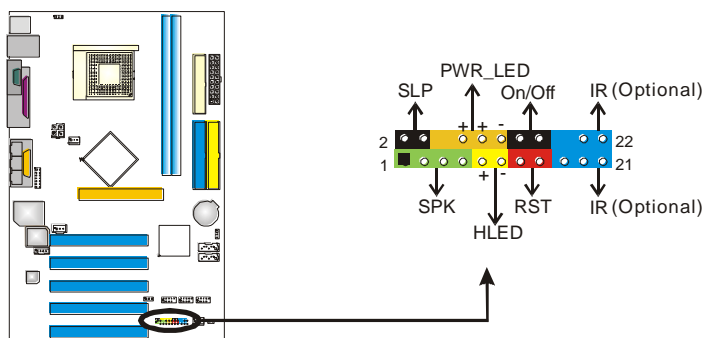 PWR_LED
SLP On/Off IR (Optional)
+ + -
2 22
1 21
+ -
SPK RST IR (Optional)
HLED